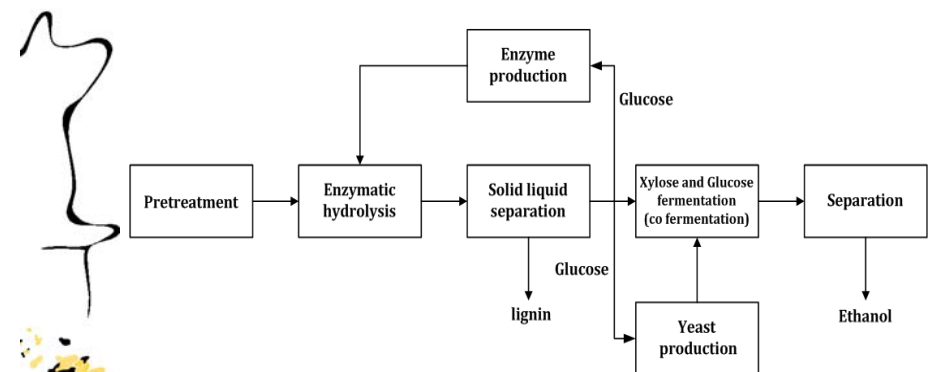 Enzyme
production
Glucose
Pretreatment
Enzymatic
hydrolysis
Solid liquid
separation
Xylose and Glucose
fermentation
(co fermentation)
Separation
Glucose
lignin
Yeast
production
Ethanol